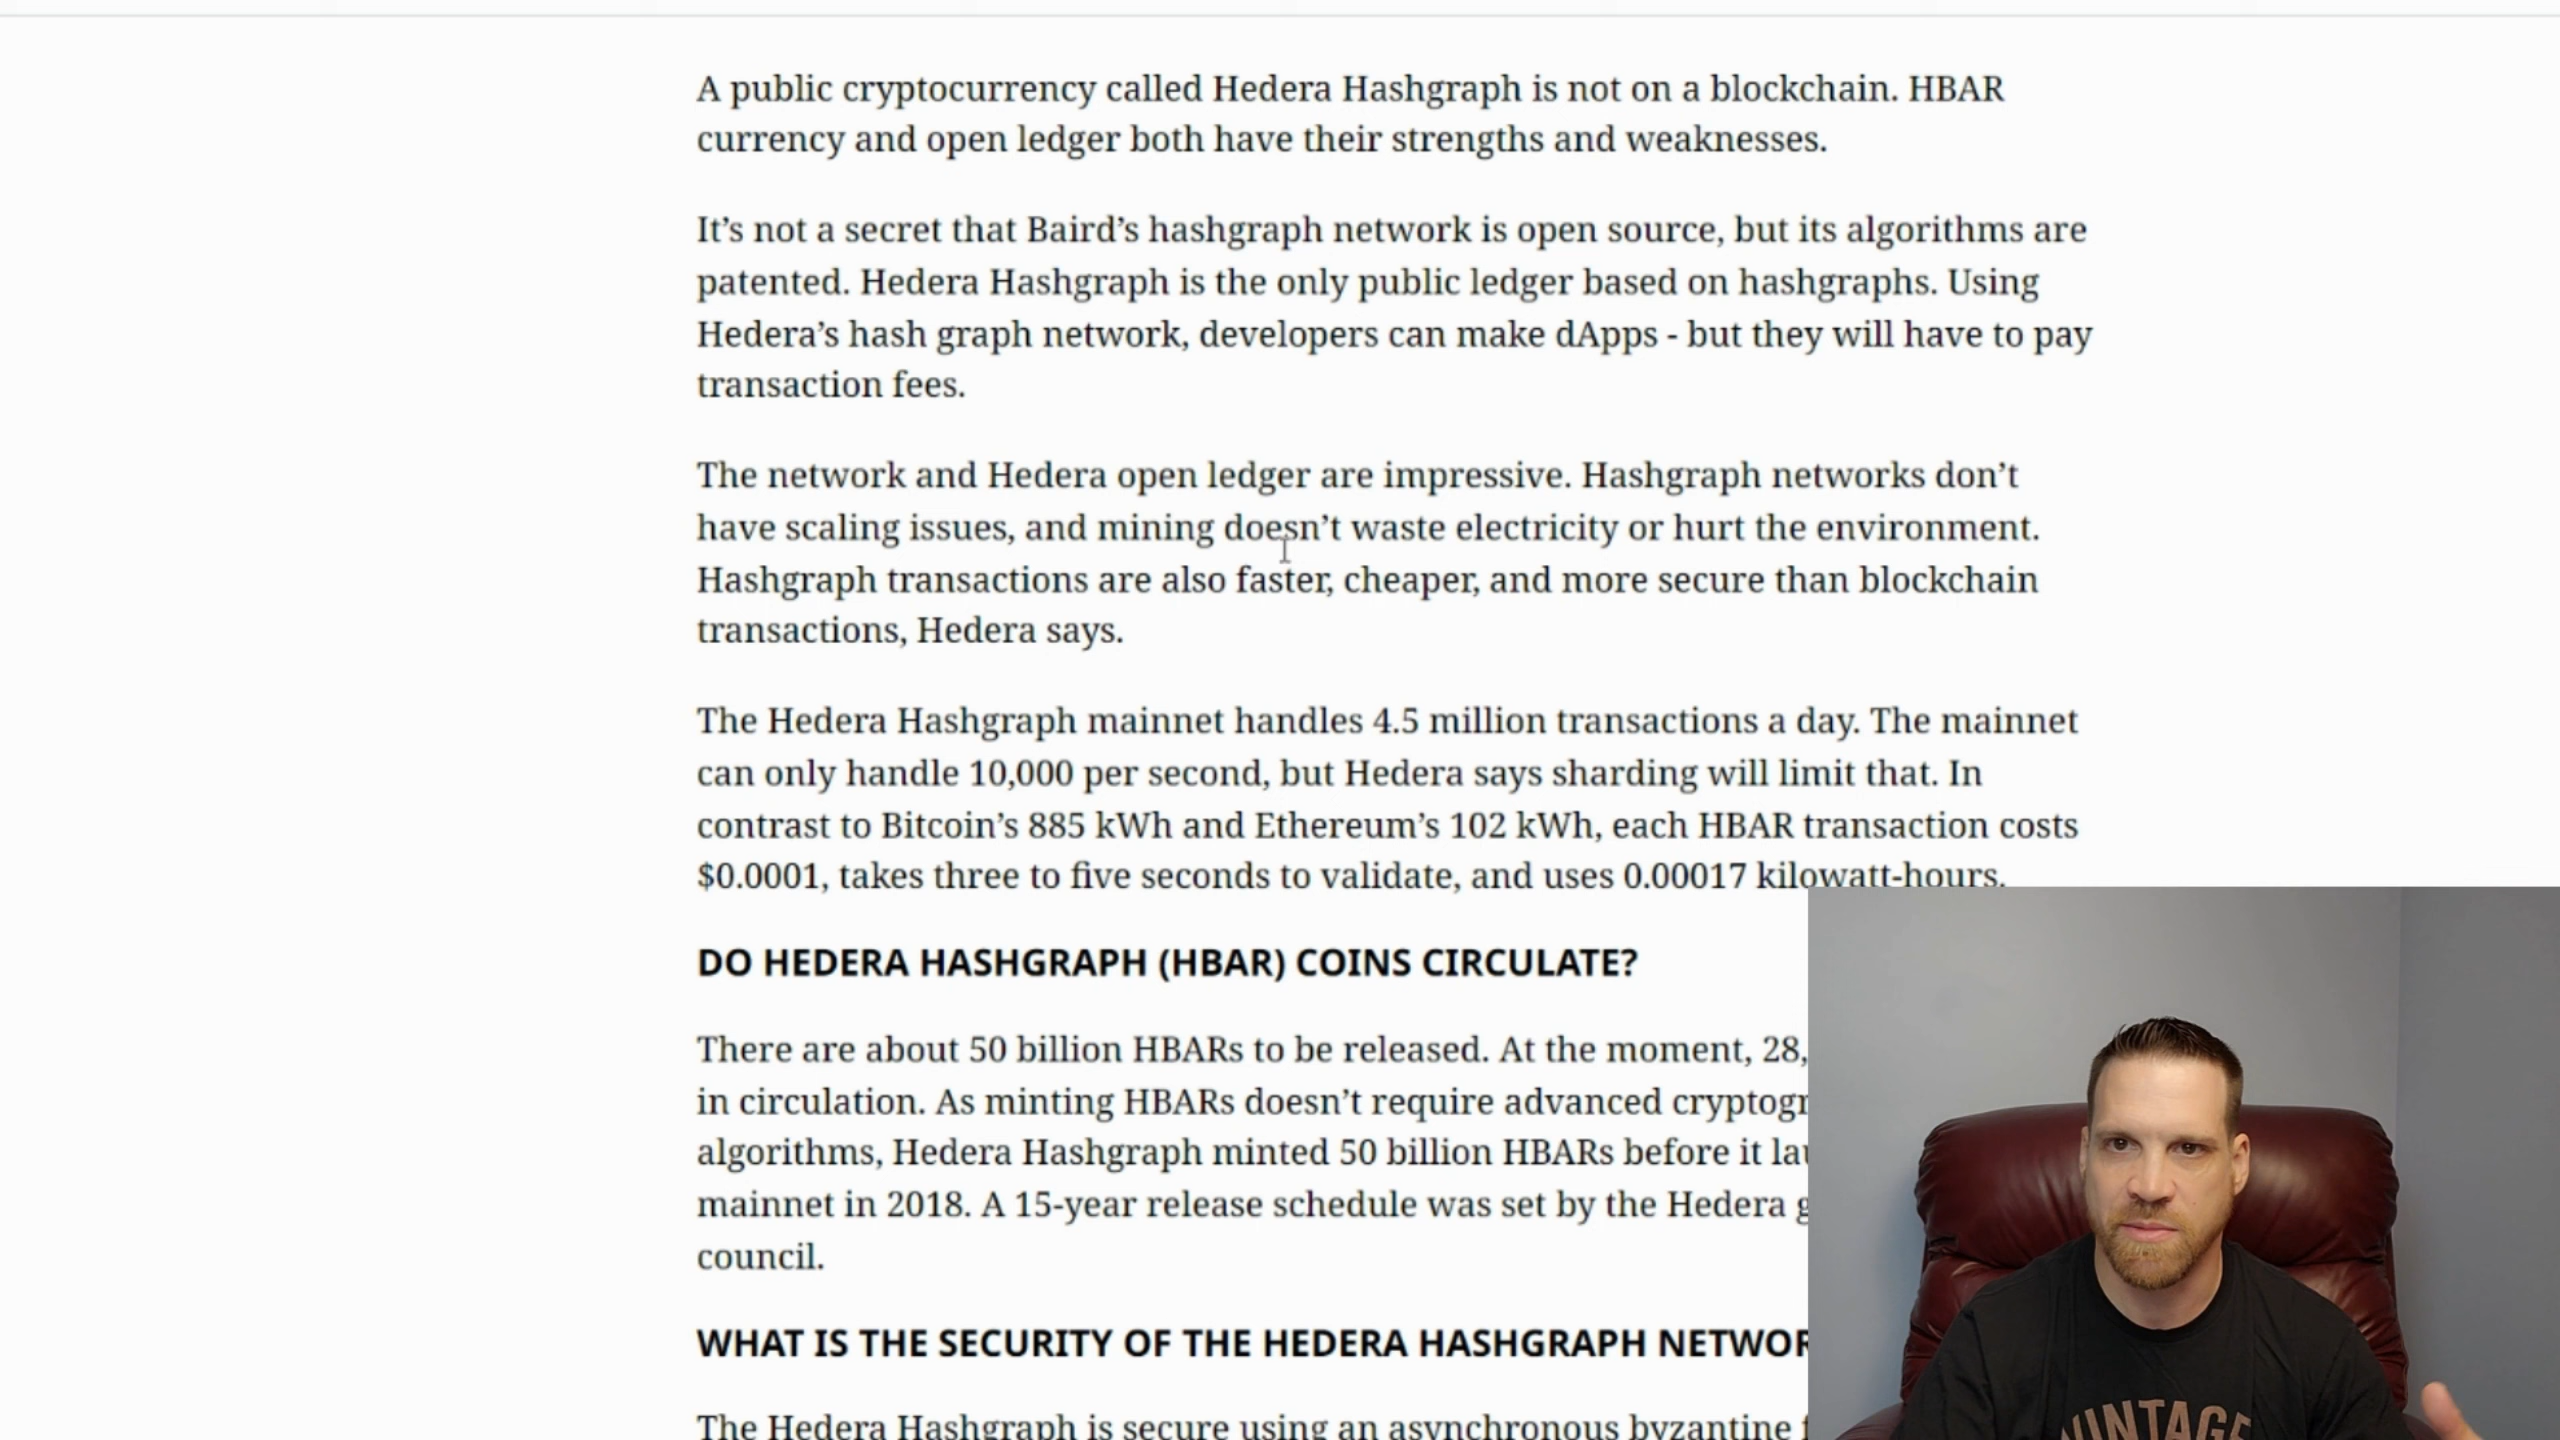 A public cryptocurrency called Hedera Hashgraph is not on a blockchain. HBAR
currency and open ledger both have their strengths and weaknesses.
It’s not a secret that Baird’s hashgraph network is open source, but its algorithms are
patented. Hedera Hashgraph is the only public ledger based on hashgraphs. Using
Hedera’s hash graph network, developers can make dApps - but they will have to pay
transaction fees.
The network and Hedera open ledger are impressive. Hashgraph networks don’t
have scaling issues, and mining doesn’t waste electricity or hurt the environment.
Hashgraph transactions are also faster, cheaper, and more secure than blockchain
transactions, Hedera says.
The Hedera Hashgraph mainnet handles 4.5 million transactions a day. The mainnet
can only handle 10,000 per second, but Hedera says sharding will limit that. In
contrast to Bitcoin’s 885 kWh and Ethereum’s 102 kWh, each HBAR transaction costs
$0.0001, takes three to five seconds to validate, and uses 0.00017 kilowatt-hours.
DO HEDERA HASHGRAPH (HBAR) COINS CIRCULATE?
There are about 50 billion HBARs to be released. At the moment, 28,
in circulation. As minting HBARs doesn’t require advanced
algorithms, Hedera Hashgraph minted 50 billion HBARs before it
mainnet in 2018. A 15-year release schedule was set by the Hedera
council.
WHAT IS THE SECURITY OF THE HEDERA HASHGRAPH
The Hedera Hashgraph is secure using an asynchronous byzantine
VINTAGE